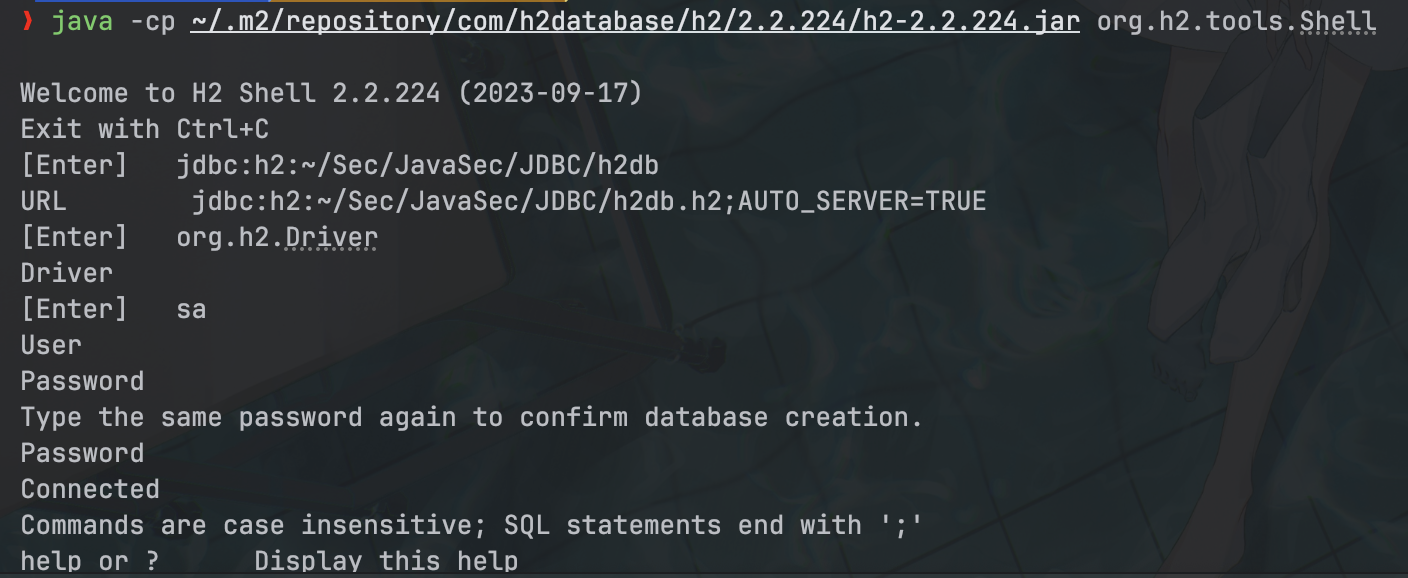 ❯ java -cp ~/.m2/repository/com/h2database/h2/2.2.224/h2-2.2.224.jar org.h2.tools.Shell
Welcome to H2 Shell 2.2.224 (2023-09-17)
Exit with Ctrl+C
[Enter]   jdbc:h2:~/Sec/JavaSec/JDBC/h2db
URL        jdbc:h2:~/Sec/JavaSec/JDBC/h2db.h2;AUTO_SERVER=TRUE
[Enter]   org.h2.Driver
Driver
[Enter]   sa
User
Password
Type the same password again to confirm database creation.
Password
Connected
Commands are case insensitive; SQL statements end with ';'
help or ?      Display this help